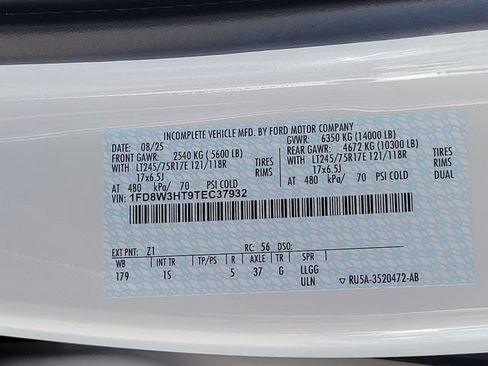 INCOMPLETE VEHICLE MFD. BY FORD MOTOR COMPANY
DATE: 08/25 GVWR: 6350 KG (14000 LB)
FRONT GAWR: 2540 KG (5600 LB) REAR GAWR: 4672 KG (10300 LB)
LT245/75R17E 121/118R TIRES LT245/75R17E 121/118R TIRES
17x6.5J RIMS 17x6.5J RIMS
AT 480 kPa/ 70 PSI COLD AT 480 kPa/ 70 PSI COLD DUAL
VIN: 1FD8W3HT9TEC37932
EXT PNT: Z1 RC: 56 DSO:
WB TP/PS R AXLE TR SPR
179 1S 5 37 G LLGG
ULN RU5A-3520472-AB